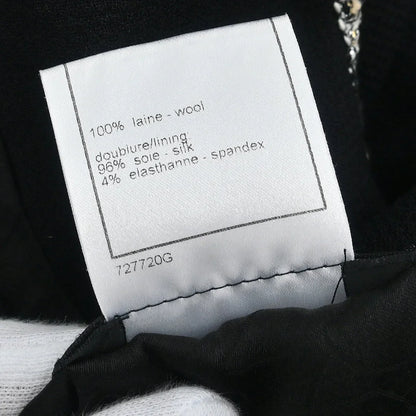 100% laine - wool
doublure/lining
96% soie - silk
4% elasthanne - spandex
727720G